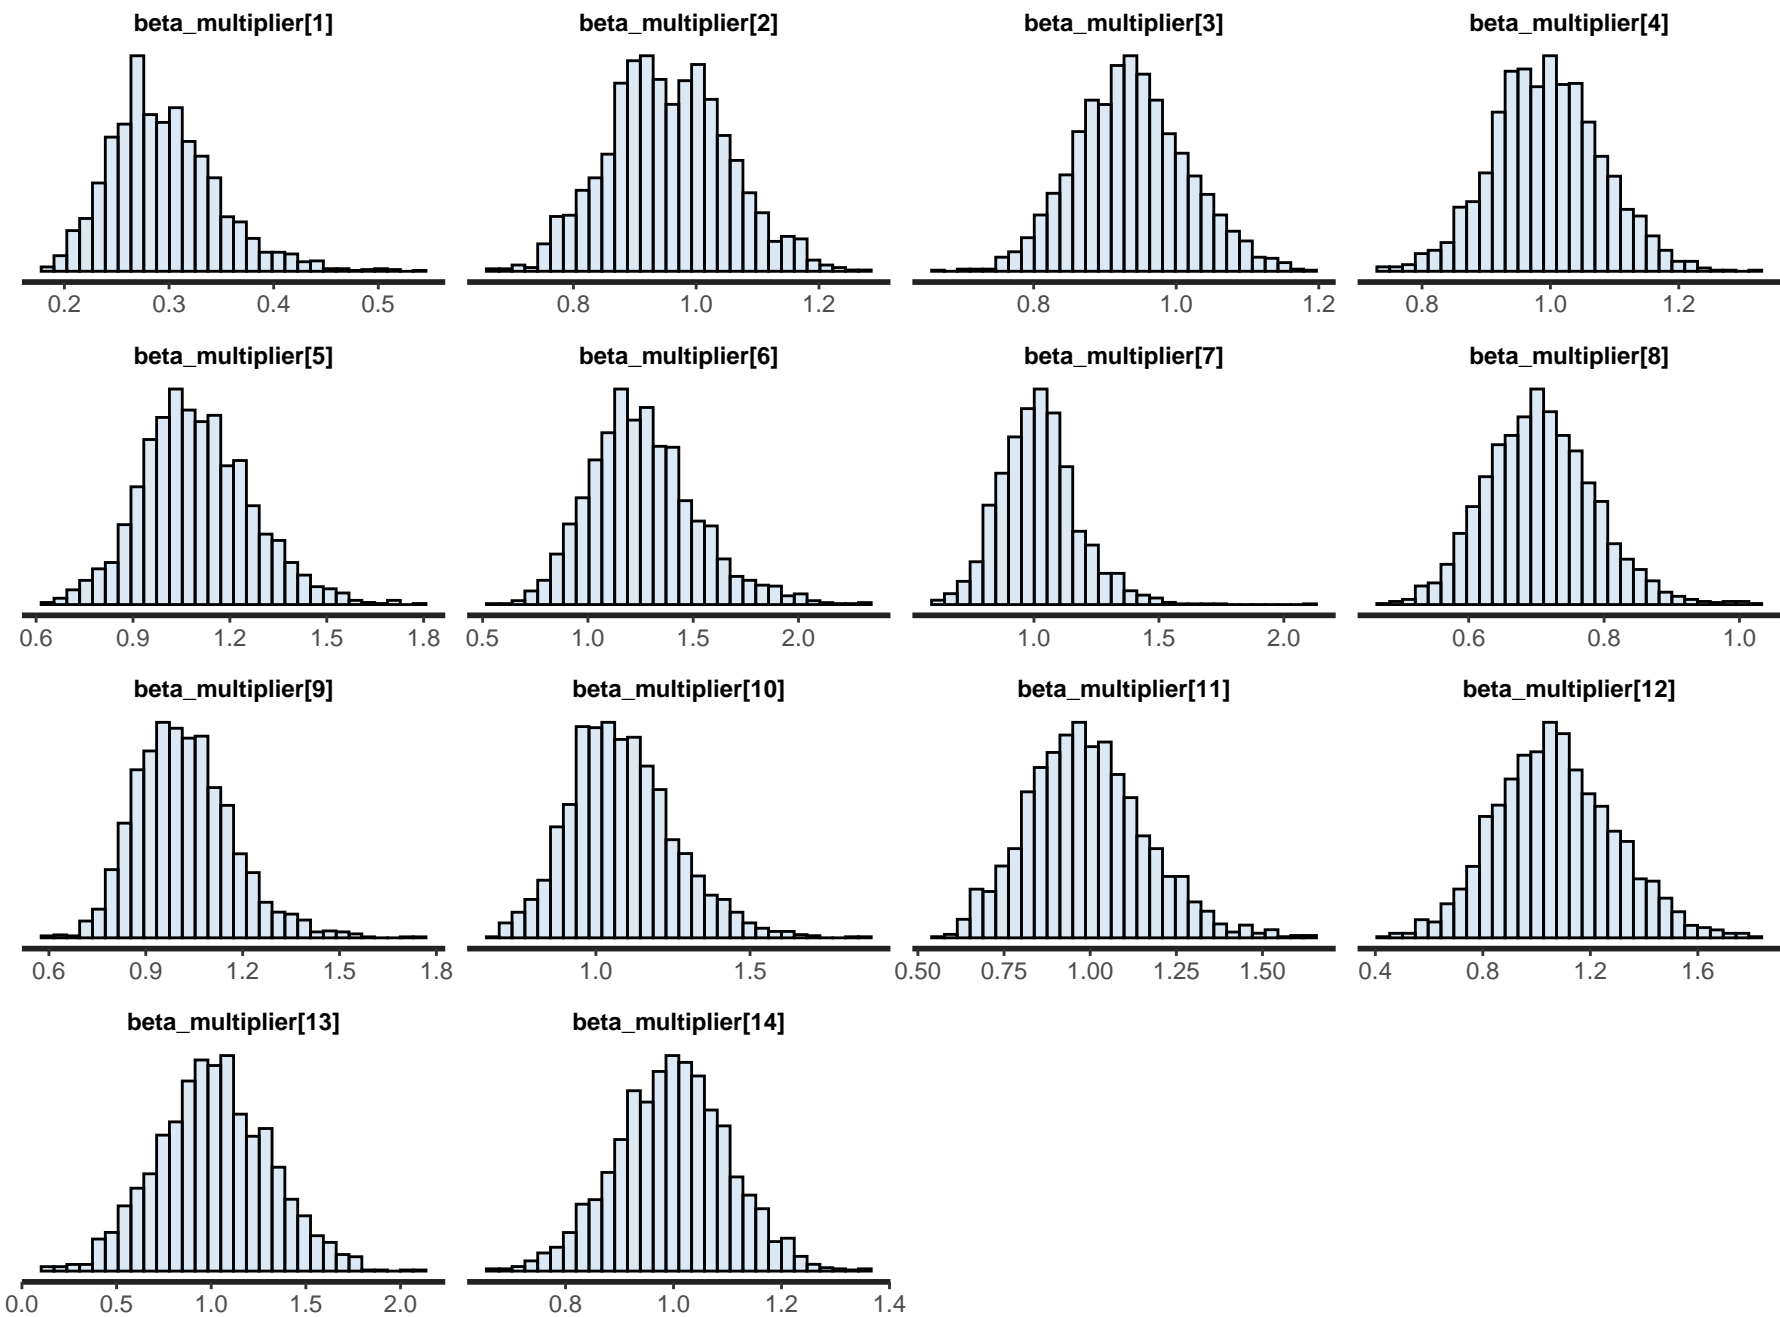 beta_multiplier[1] beta_multiplier[2] beta_multiplier[3] beta_multiplier[4]
0.2 0.3 0.4 0.5 0.8 1.0 1.2 0.8 1.0 1.2 0.8 1.0 1.2
beta_multiplier[5] beta_multiplier[6] beta_multiplier[7] beta_multiplier[8]
0.6 0.9 1.2 1.5 1.8 0.5 1.0 1.5 2.0 1.0 1.5 2.0 0.6 0.8 1.0
beta_multiplier[9] beta_multiplier[10] beta_multiplier[11] beta_multiplier[12]
0.6 0.9 1.2 1.5 1.8 1.0 1.5 0.50 0.75 1.00 1.25 1.50 0.4 0.8 1.2 1.6
beta_multiplier[13] beta_multiplier[14]
0.0 0.5 1.0 1.5 2.0 0.8 1.0 1.2 1.4